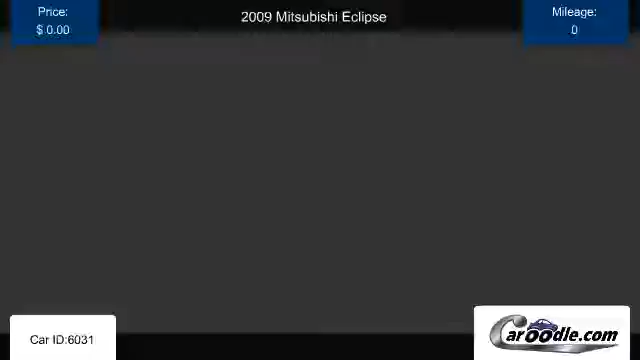 Price:
$ 0.00
2009 Mitsubishi Eclipse
Mileage:
0
Car ID:6031
Caroodle.com